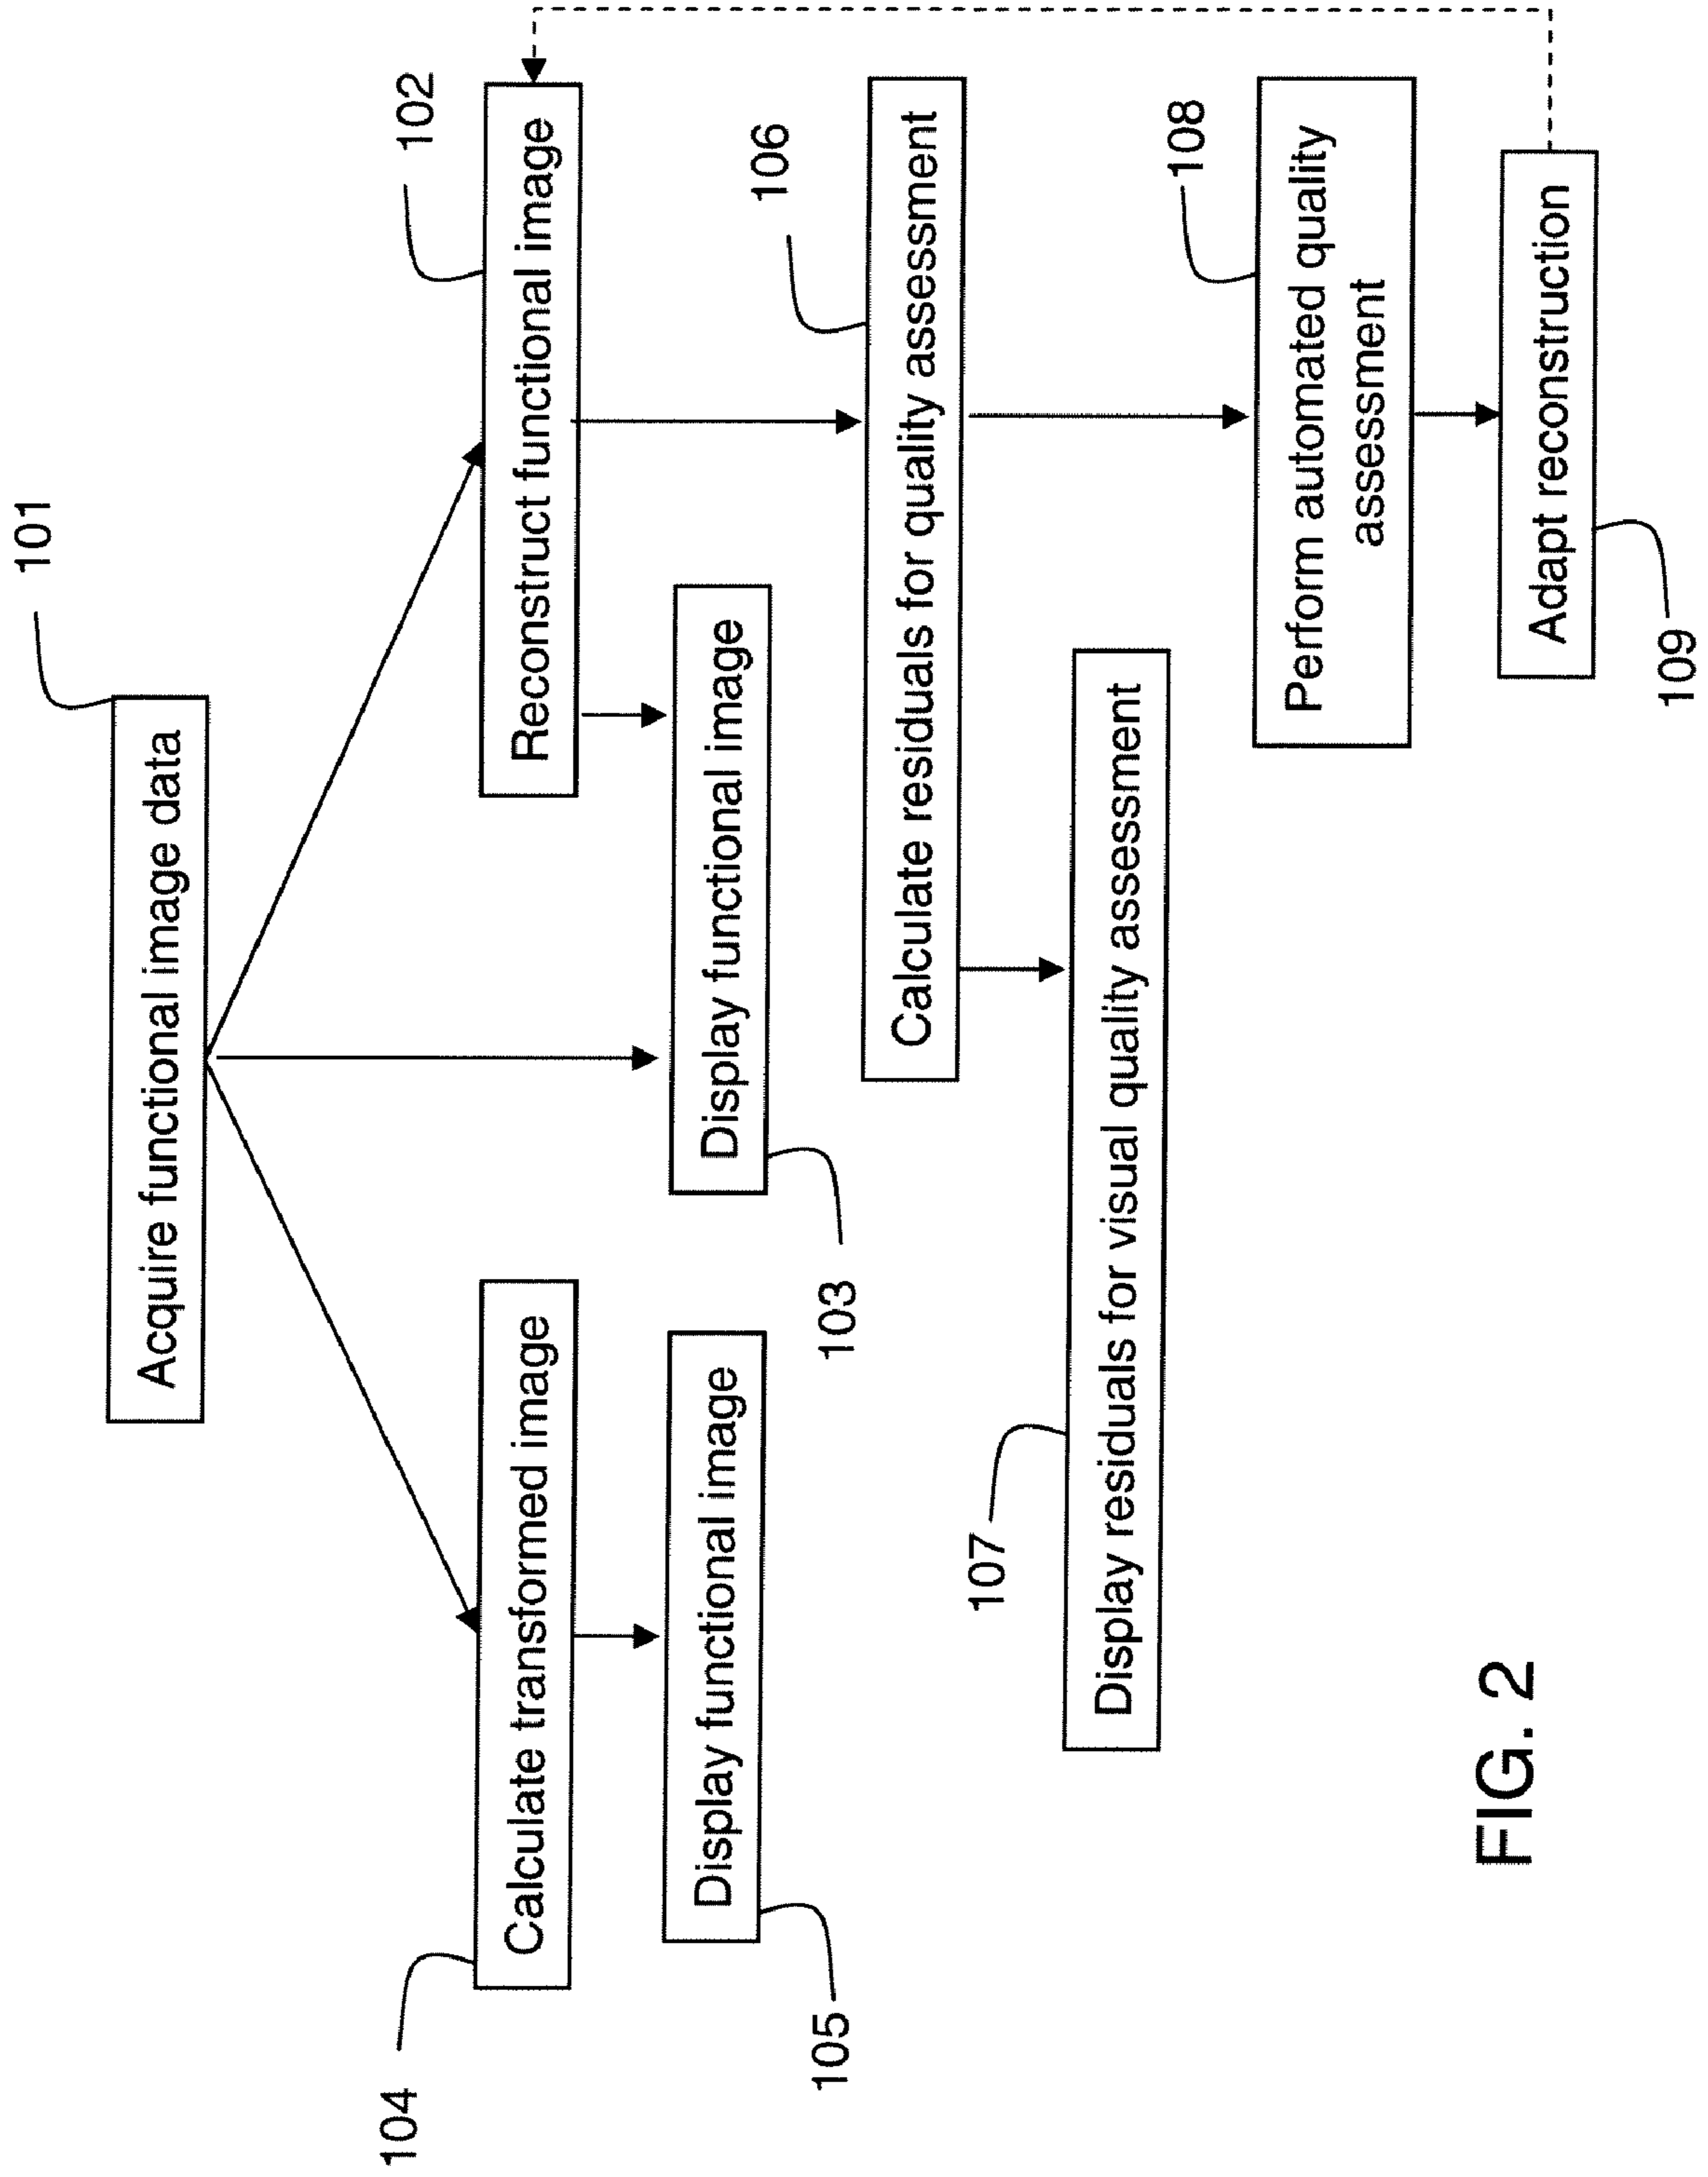 101
Acquire functional image data
104
Calculate transformed image
102
Reconstruct functional image
105
Display functional image
103
Display functional image
106
Calculate residuals for quality assessment
107
Display residuals for visual quality assessment
108
Perform automated quality
assessment
109
Adapt reconstruction
FIG. 2